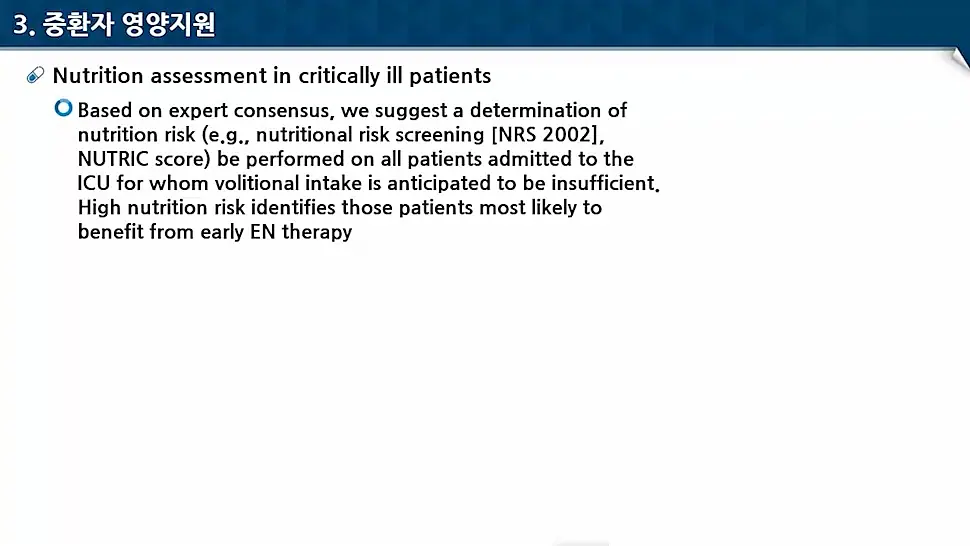 3. 중환자 영양지원
Nutrition assessment in critically ill patients
Based on expert consensus, we suggest a determination of
nutrition risk (e.g., nutritional risk screening [NRS 2002],
NUTRIC score) be performed on all patients admitted to the
ICU for whom volitional intake is anticipated to be insufficient.
High nutrition risk identifies those patients most likely to
benefit from early EN therapy